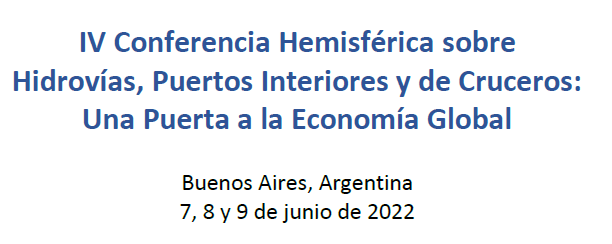 IV Conferencia Hemisférica sobre
Hidrovías, Puertos Interiores y de Cruceros:
Una Puerta a la Economía Global
Buenos Aires, Argentina
7, 8 y 9 de junio de 2022